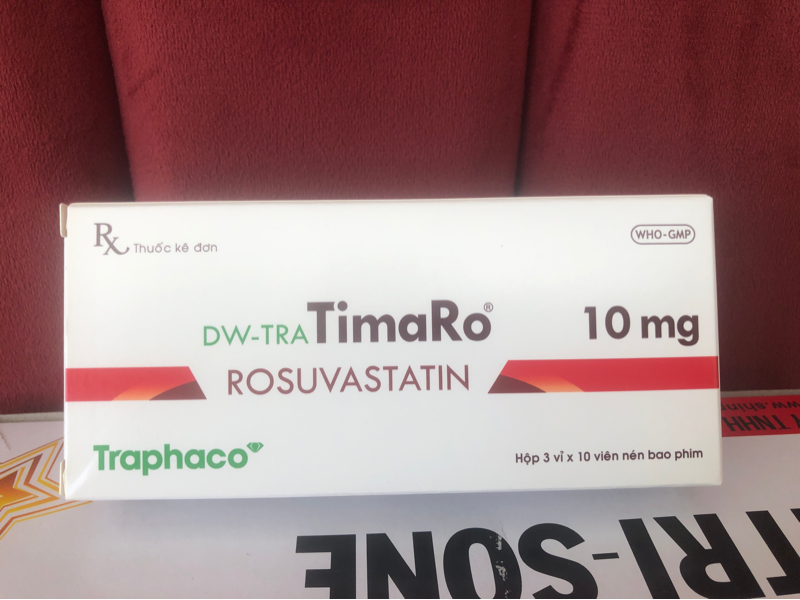 Rx Thuốc kê đơn
WHO-GMP
DW-TRA TimaRo®
10 mg
ROSUVASTATIN
Traphaco
Hộp 3 vỉ x 10 viên nén bao phim
TNHH
TRI-SONE